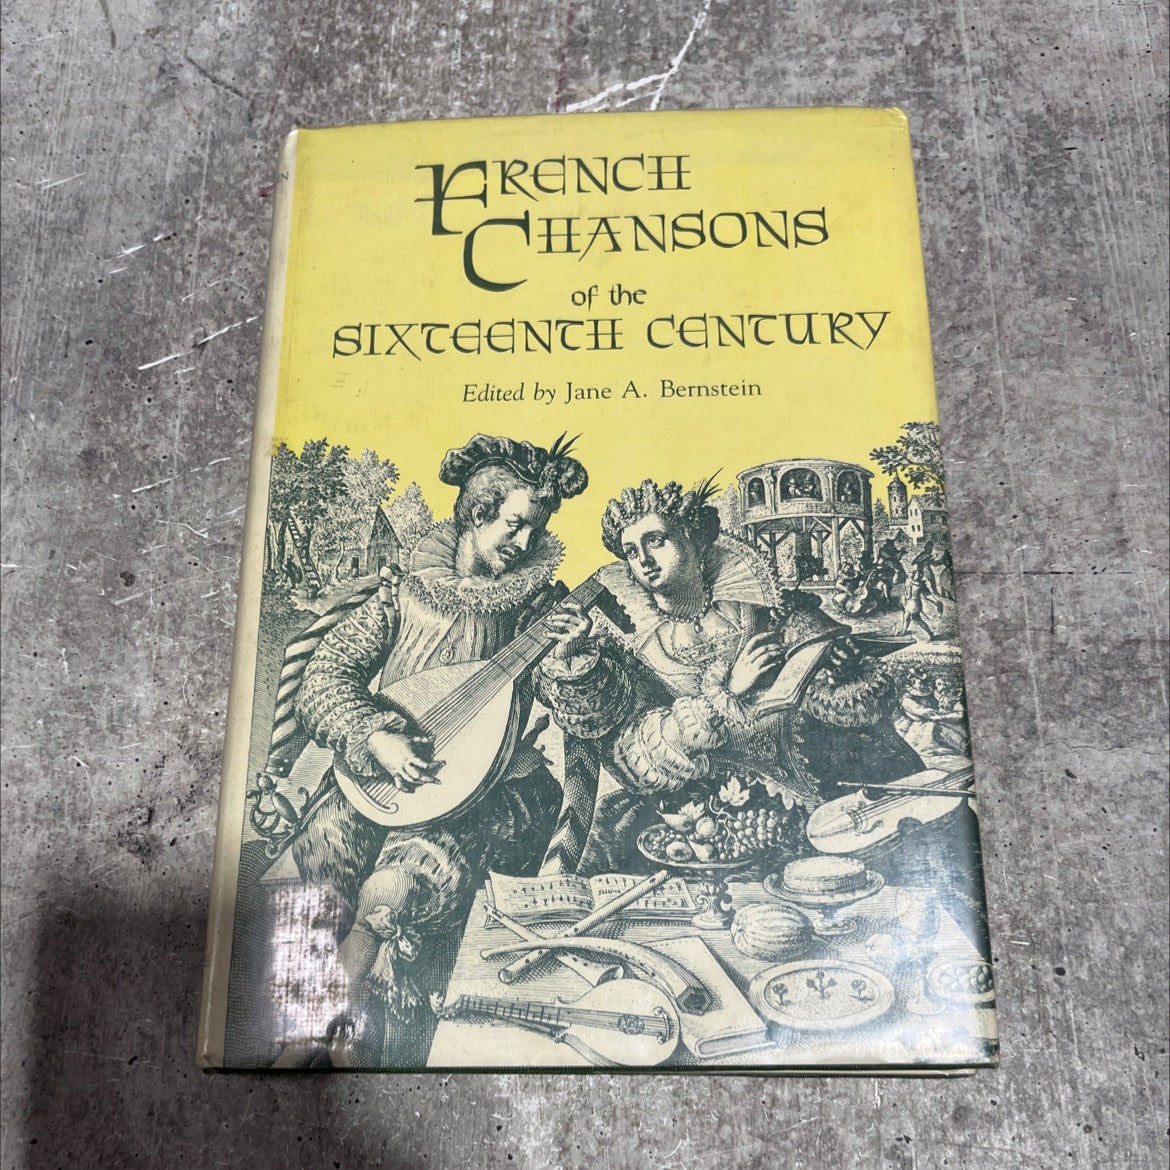 FRENCH
CHANSONS
of the
SIXTEENTH CENTURY
Edited by Jane A. Bernstein
N